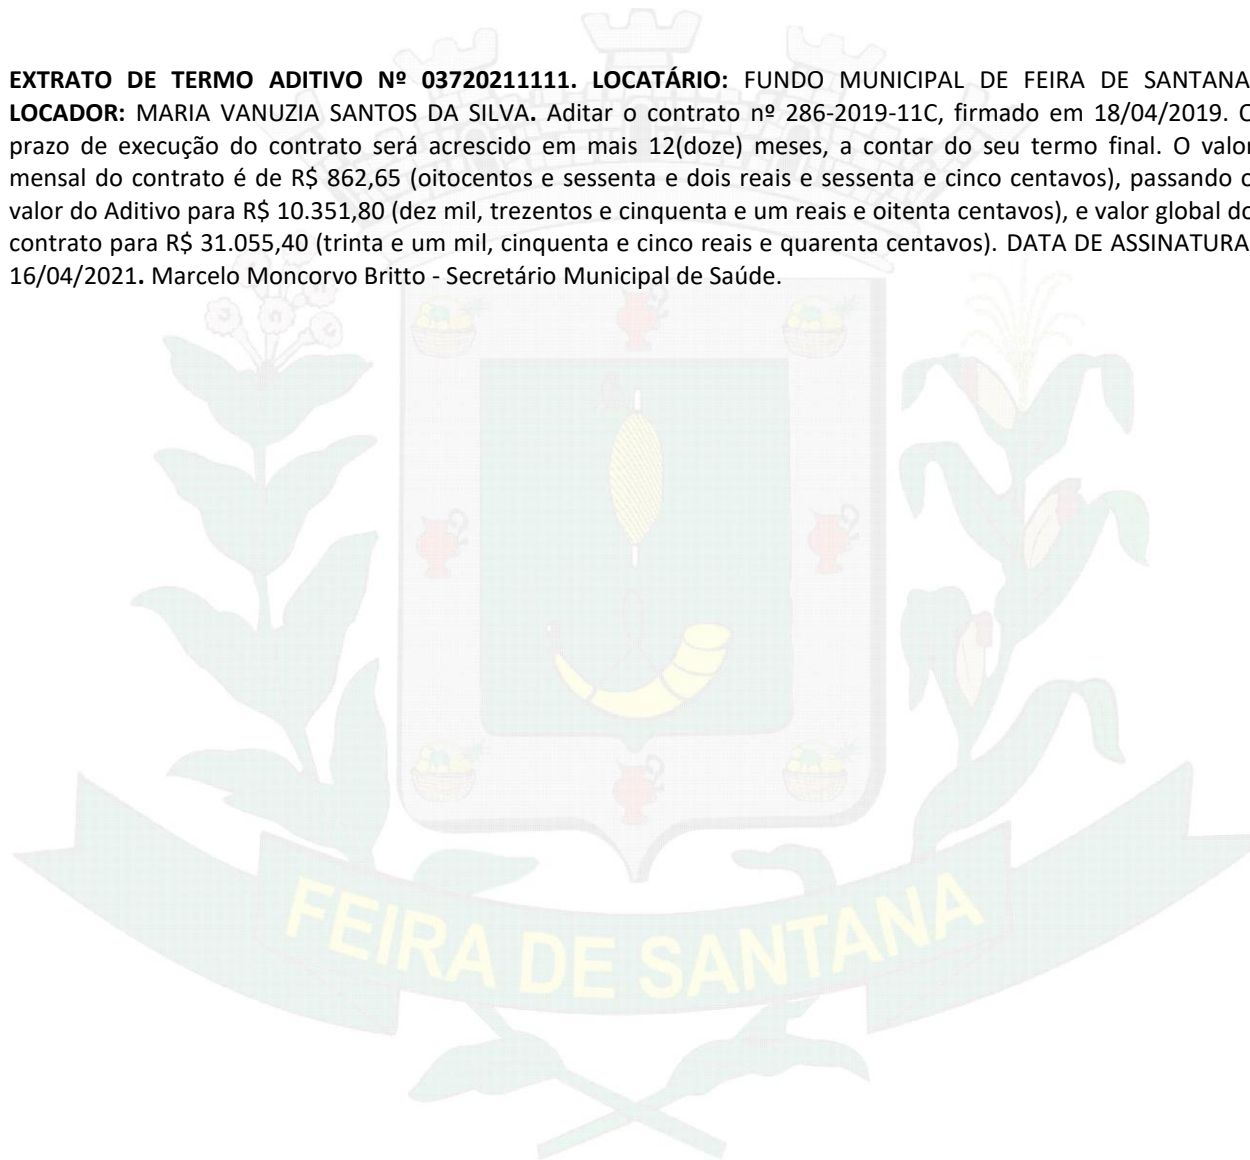 EXTRATO DE TERMO ADITIVO Nº 03720211111. LOCATÁRIO: FUNDO MUNICIPAL DE FEIRA DE SANTANA
LOCADOR: MARIA VANUZIA SANTOS DA SILVA. Aditar o contrato nº 286-2019-11C, firmado em 18/04/2019. O
prazo de execução do contrato será acrescido em mais 12(doze) meses, a contar do seu termo final. O valor
mensal do contrato é de R$ 862,65 (oitocentos e sessenta e dois reais e sessenta e cinco centavos), passando o
valor do Aditivo para R$ 10.351,80 (dez mil, trezentos e cinquenta e um reais e oitenta centavos), e valor global do
contrato para R$ 31.055,40 (trinta e um mil, cinquenta e cinco reais e quarenta centavos). DATA DE ASSINATURA
16/04/2021. Marcelo Moncorvo Britto - Secretário Municipal de Saúde.
FEIRA DE SANTANA